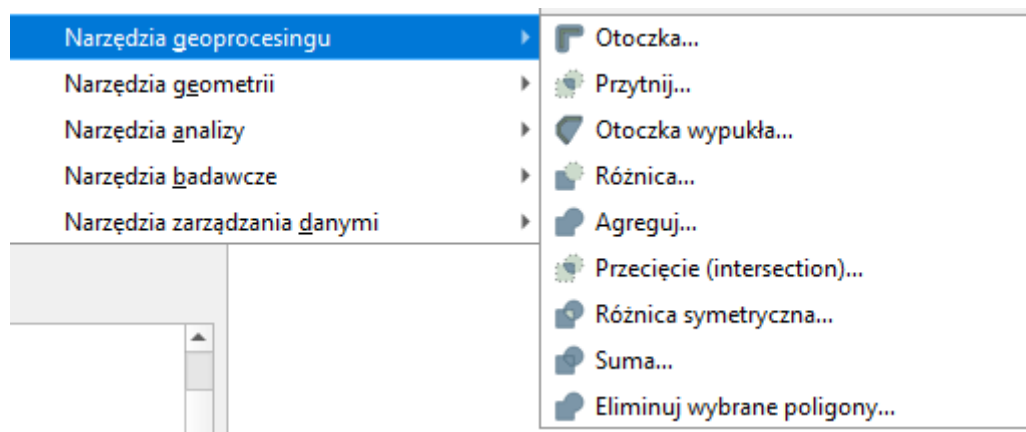 Narzędzia geoprocesingu
Narzędzia geometrii
Narzędzia analizy
Narzędzia badawcze
Narzędzia zarządzania danymi
Otoczka...
Przytnij...
Otoczka wypukła...
Różnica...
Agreguj...
Przecięcie (intersection)...
Różnica symetryczna...
Suma...
Eliminuj wybrane poligony...